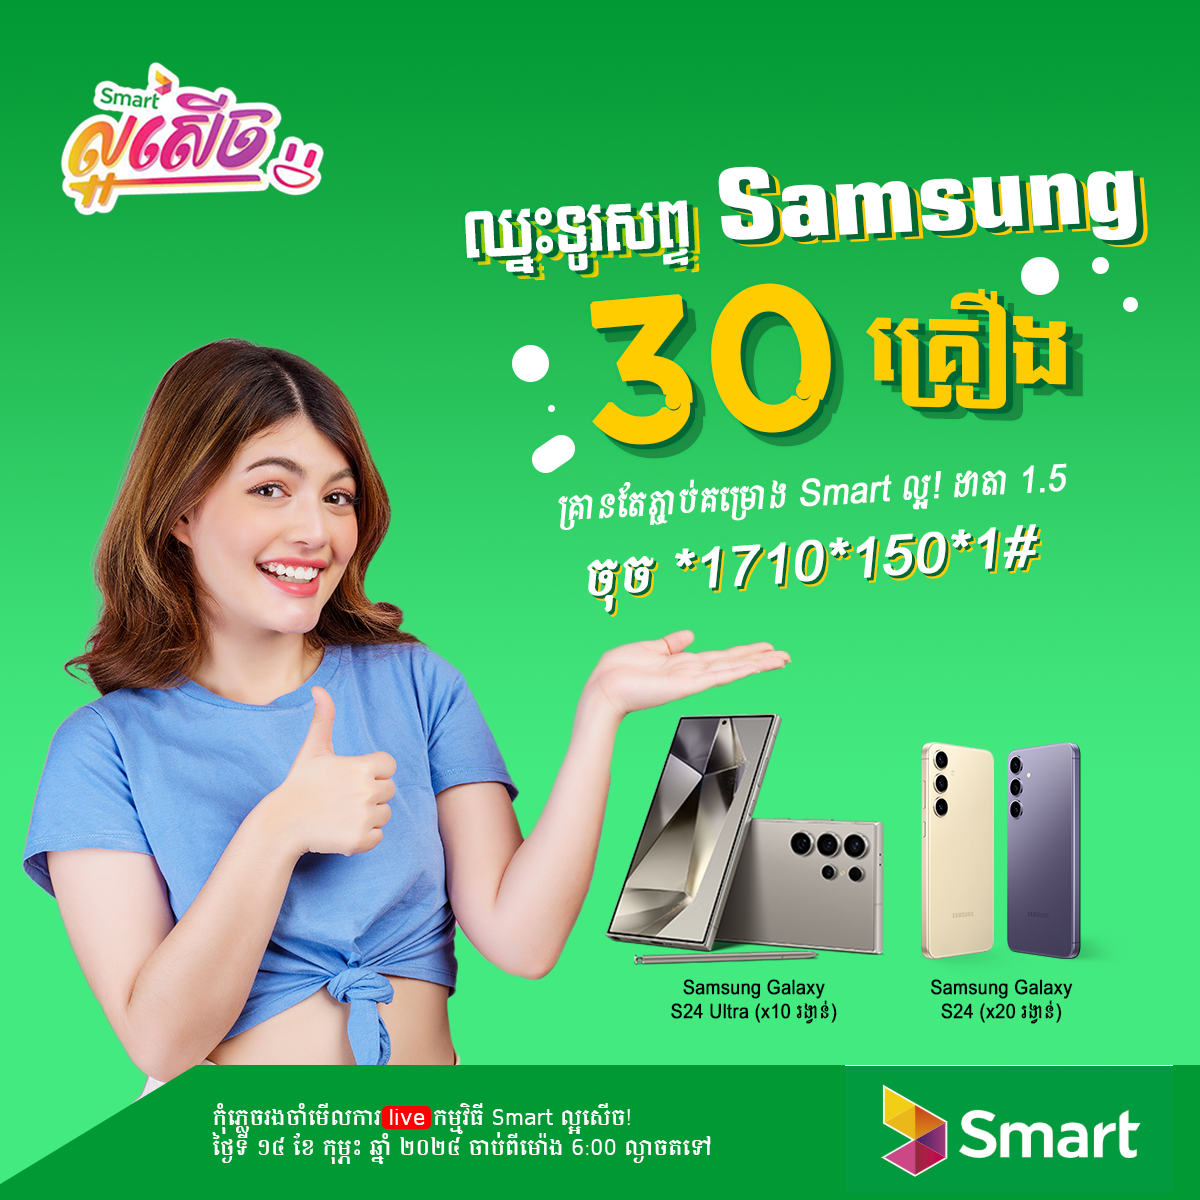 Smart
ល្អសើច
ឈ្នះទូរសព្ទ Samsung
30 គ្រឿង
គ្រាន់តែភ្ជាប់គម្រោង Smart ល្អ! ដាតា 1.5
ចុច *1710*150*1#
SAMSUNG
SAMSUNG
Samsung Galaxy
S24 Ultra (x10 រង្វាន់)
Samsung Galaxy
S24 (x20 រង្វាន់)
កុំភ្លេចរង់ចាំមើលការ live កម្មវិធី Smart ល្អសើច!
ថ្ងៃទី ១៤ ខែ កុម្ភះ ឆ្នាំ ២០២៤ ចាប់ពីម៉ោង 6:00 ល្ងាចតទៅ
Smart